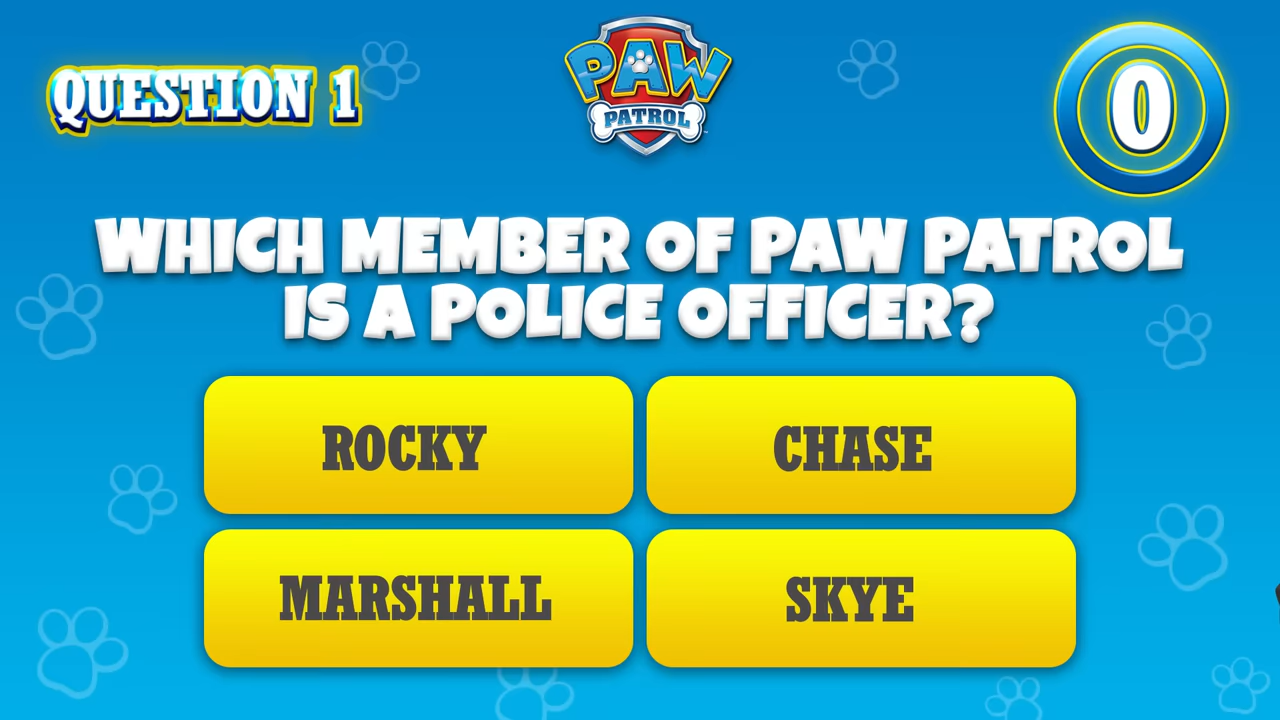 QUESTION 1
PAW
PATROL
0
WHICH MEMBER OF PAW PATROL
IS A POLICE OFFICER?
ROCKY
CHASE
MARSHALL
SKYE